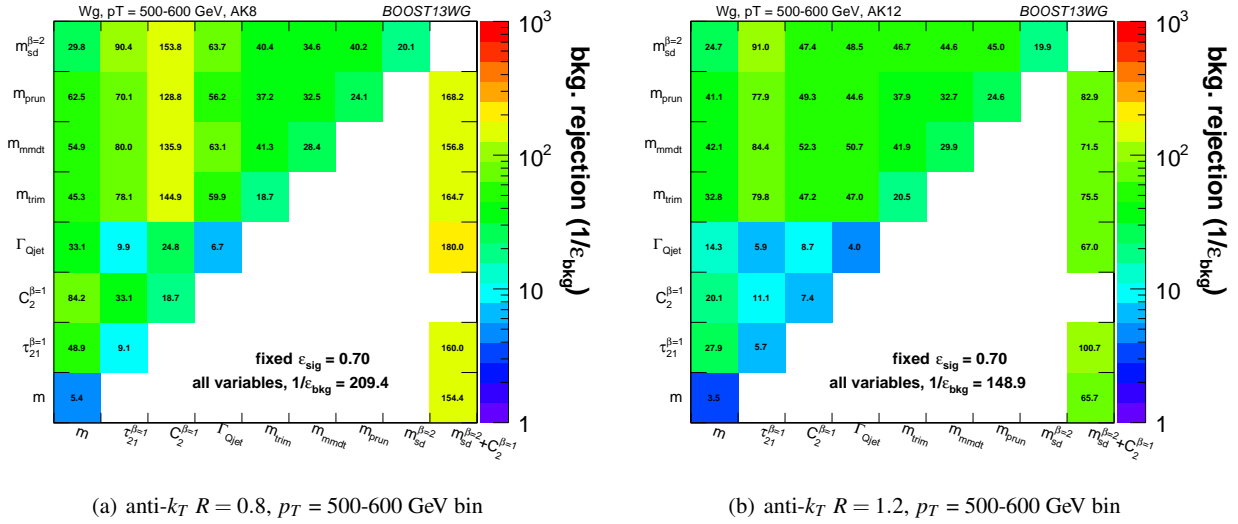 Wg, pT = 500-600 GeV, AK8 BOOST13WG
m_sd^β=2 29.8 90.4 153.8 63.7 40.4 34.6 40.2 20.1
m_prun 62.5 70.1 128.8 56.2 37.2 32.5 24.1 168.2
m_mmdt 54.9 80.0 135.9 63.1 41.3 28.4 156.8
m_trim 45.3 78.1 144.9 59.9 18.7 164.7
Γ_Qjet 33.1 9.9 24.8 6.7 180.0
C_2^β=1 84.2 33.1 18.7
τ_21^β=1 48.9 9.1 160.0
m 5.4 154.4
fixed ε_sig = 0.70
all variables, 1/ε_bkg = 209.4
m τ_21^β=1 C_2^β=1 Γ_Qjet m_trim m_mmdt m_prun m_sd^β=2 m_sd^β=2+C_2^β=1
10^3
10^2
10
1
bkg. rejection (1/ε_bkg)
(a) anti-k_T R = 0.8, p_T = 500-600 GeV bin
Wg, pT = 500-600 GeV, AK12 BOOST13WG
m_sd^β=2 24.7 91.0 47.4 48.5 46.7 44.6 45.0 19.9
m_prun 41.1 77.9 49.3 44.6 37.9 32.7 24.6 82.9
m_mmdt 42.1 84.4 52.3 50.7 41.9 29.9 71.5
m_trim 32.8 79.8 47.2 47.0 20.5 75.5
Γ_Qjet 14.3 5.9 8.7 4.0 67.0
C_2^β=1 20.1 11.1 7.4
τ_21^β=1 27.9 5.7 100.7
m 3.5 65.7
fixed ε_sig = 0.70
all variables, 1/ε_bkg = 148.9
m τ_21^β=1 C_2^β=1 Γ_Qjet m_trim m_mmdt m_prun m_sd^β=2 m_sd^β=2+C_2^β=1
10^3
10^2
10
1
bkg. rejection (1/ε_bkg)
(b) anti-k_T R = 1.2, p_T = 500-600 GeV bin